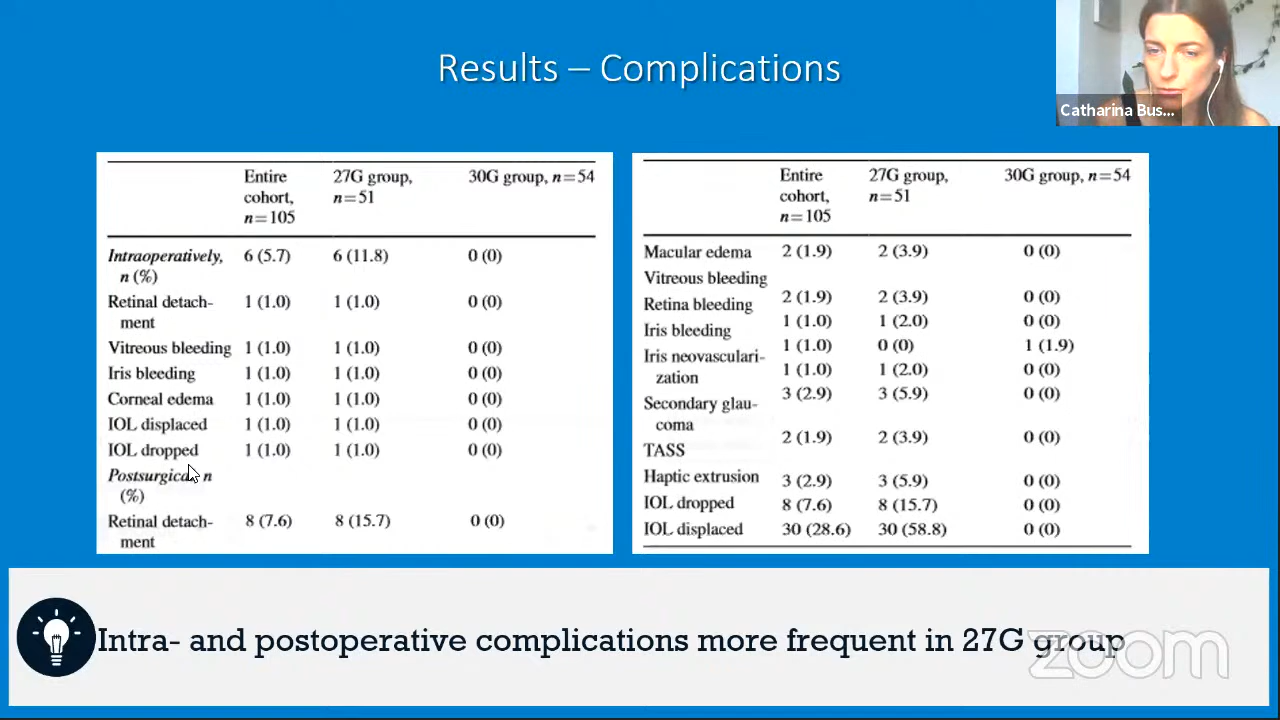 Results – Complications
Catharina Bus...
Entire 27G group, 30G group, n=54
cohort, n=51
n=105
Intraoperatively, 6 (5.7) 6 (11.8) 0 (0)
n (%)
Retinal detach- 1 (1.0) 1 (1.0) 0 (0)
ment
Vitreous bleeding 1 (1.0) 1 (1.0) 0 (0)
Iris bleeding 1 (1.0) 1 (1.0) 0 (0)
Corneal edema 1 (1.0) 1 (1.0) 0 (0)
IOL displaced 1 (1.0) 1 (1.0) 0 (0)
IOL dropped 1 (1.0) 1 (1.0) 0 (0)
Postsurgical, n
(%)
Retinal detach- 8 (7.6) 8 (15.7) 0 (0)
ment
Entire 27G group, 30G group, n=54
cohort, n=51
n=105
Macular edema 2 (1.9) 2 (3.9) 0 (0)
Vitreous bleeding
Retina bleeding 2 (1.9) 2 (3.9) 0 (0)
Iris bleeding 1 (1.0) 1 (2.0) 0 (0)
Iris neovasculari- 1 (1.0) 0 (0) 1 (1.9)
zation 1 (1.0) 1 (2.0) 0 (0)
Secondary glau- 3 (2.9) 3 (5.9) 0 (0)
coma
TASS 2 (1.9) 2 (3.9) 0 (0)
Haptic extrusion 3 (2.9) 3 (5.9) 0 (0)
IOL dropped 8 (7.6) 8 (15.7) 0 (0)
IOL displaced 30 (28.6) 30 (58.8) 0 (0)
Intra- and postoperative complications more frequent in 27G group
zoom